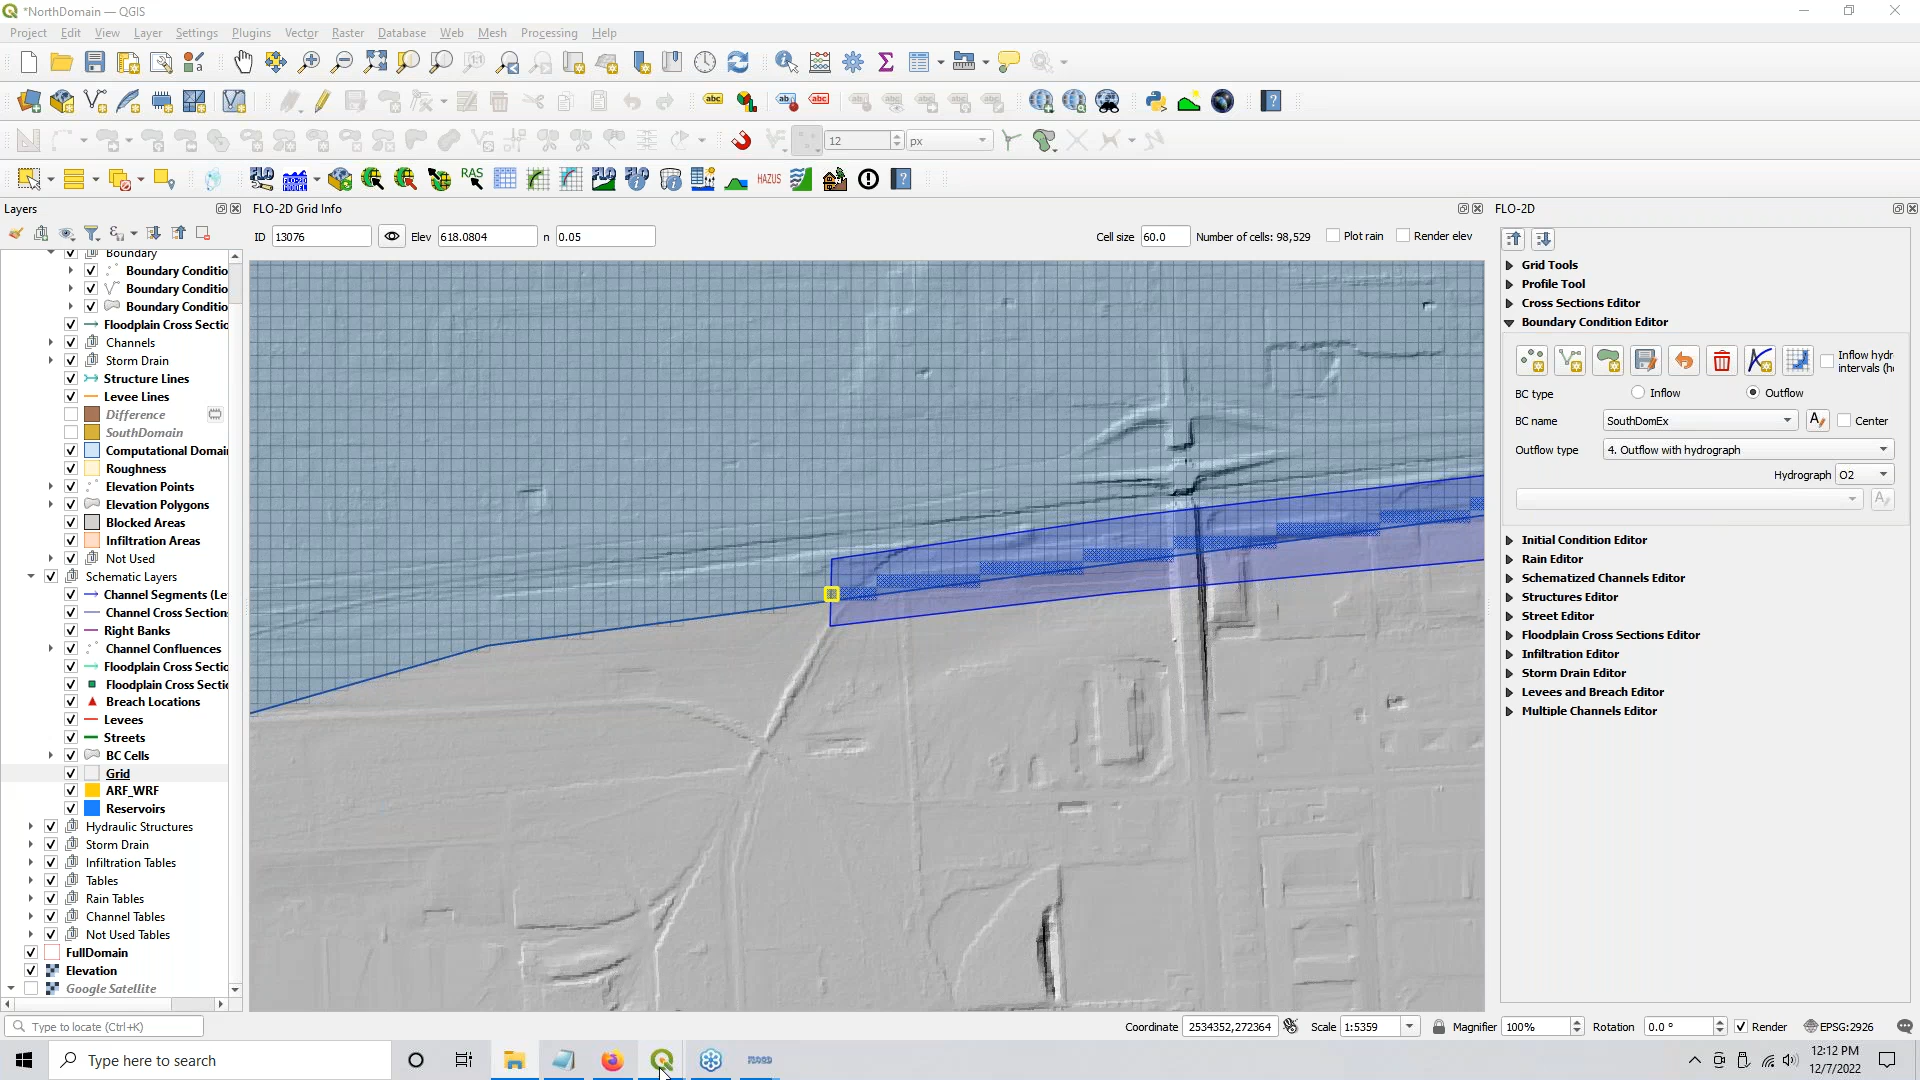 *NorthDomain — QGIS
Project Edit View Layer Settings Plugins Vector Raster Database Web Mesh Processing Help
abc abc abc
12 px
FLO RAS HAZUS
Layers
FLO-2D Grid Info
FLO-2D
ID 13076 Elev 618.0804 n 0.05 Cell size 60.0 Number of cells: 98,529 Plot rain Render elev
Boundary
Boundary Conditio
Boundary Conditio
Boundary Conditio
Floodplain Cross Sectio
Channels
Storm Drain
Structure Lines
Levee Lines
Difference
SouthDomain
Computational Domai
Roughness
Elevation Points
Elevation Polygons
Blocked Areas
Infiltration Areas
Not Used
Schematic Layers
Channel Segments (Le
Channel Cross Sections
Right Banks
Channel Confluences
Floodplain Cross Sectio
Floodplain Cross Sectio
Breach Locations
Levees
Streets
BC Cells
Grid
ARF_WRF
Reservoirs
Hydraulic Structures
Storm Drain
Infiltration Tables
Tables
Rain Tables
Channel Tables
Not Used Tables
FullDomain
Elevation
Google Satellite
Grid Tools
Profile Tool
Cross Sections Editor
Boundary Condition Editor
Inflow hydr
intervals (h
BC type Inflow Outflow
BC name SouthDomEx Center
Outflow type 4. Outflow with hydrograph
Hydrograph O2
Initial Condition Editor
Rain Editor
Schematized Channels Editor
Structures Editor
Street Editor
Floodplain Cross Sections Editor
Infiltration Editor
Storm Drain Editor
Levees and Breach Editor
Multiple Channels Editor
Type to locate (Ctrl+K) Coordinate 2534352,272364 Scale 1:5359 Magnifier 100% Rotation 0.0 ° Render EPSG:2926
Type here to search
FLOOD
12:12 PM
12/7/2022